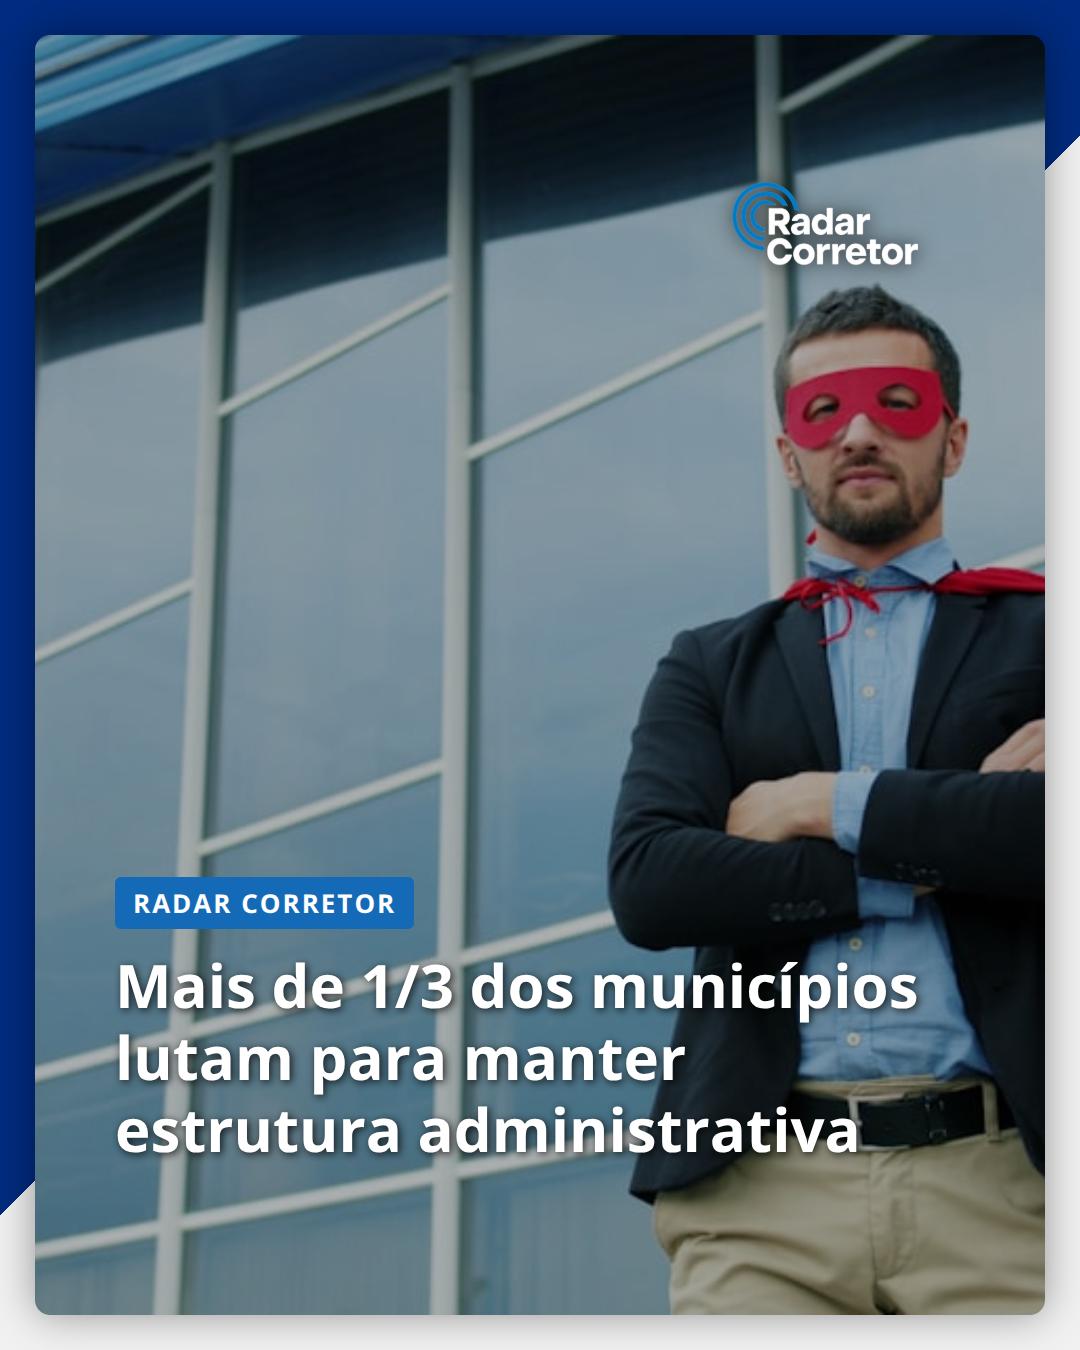 Radar
Corretor
RADAR CORRETOR
Mais de 1/3 dos municípios
lutam para manter
estrutura administrativa